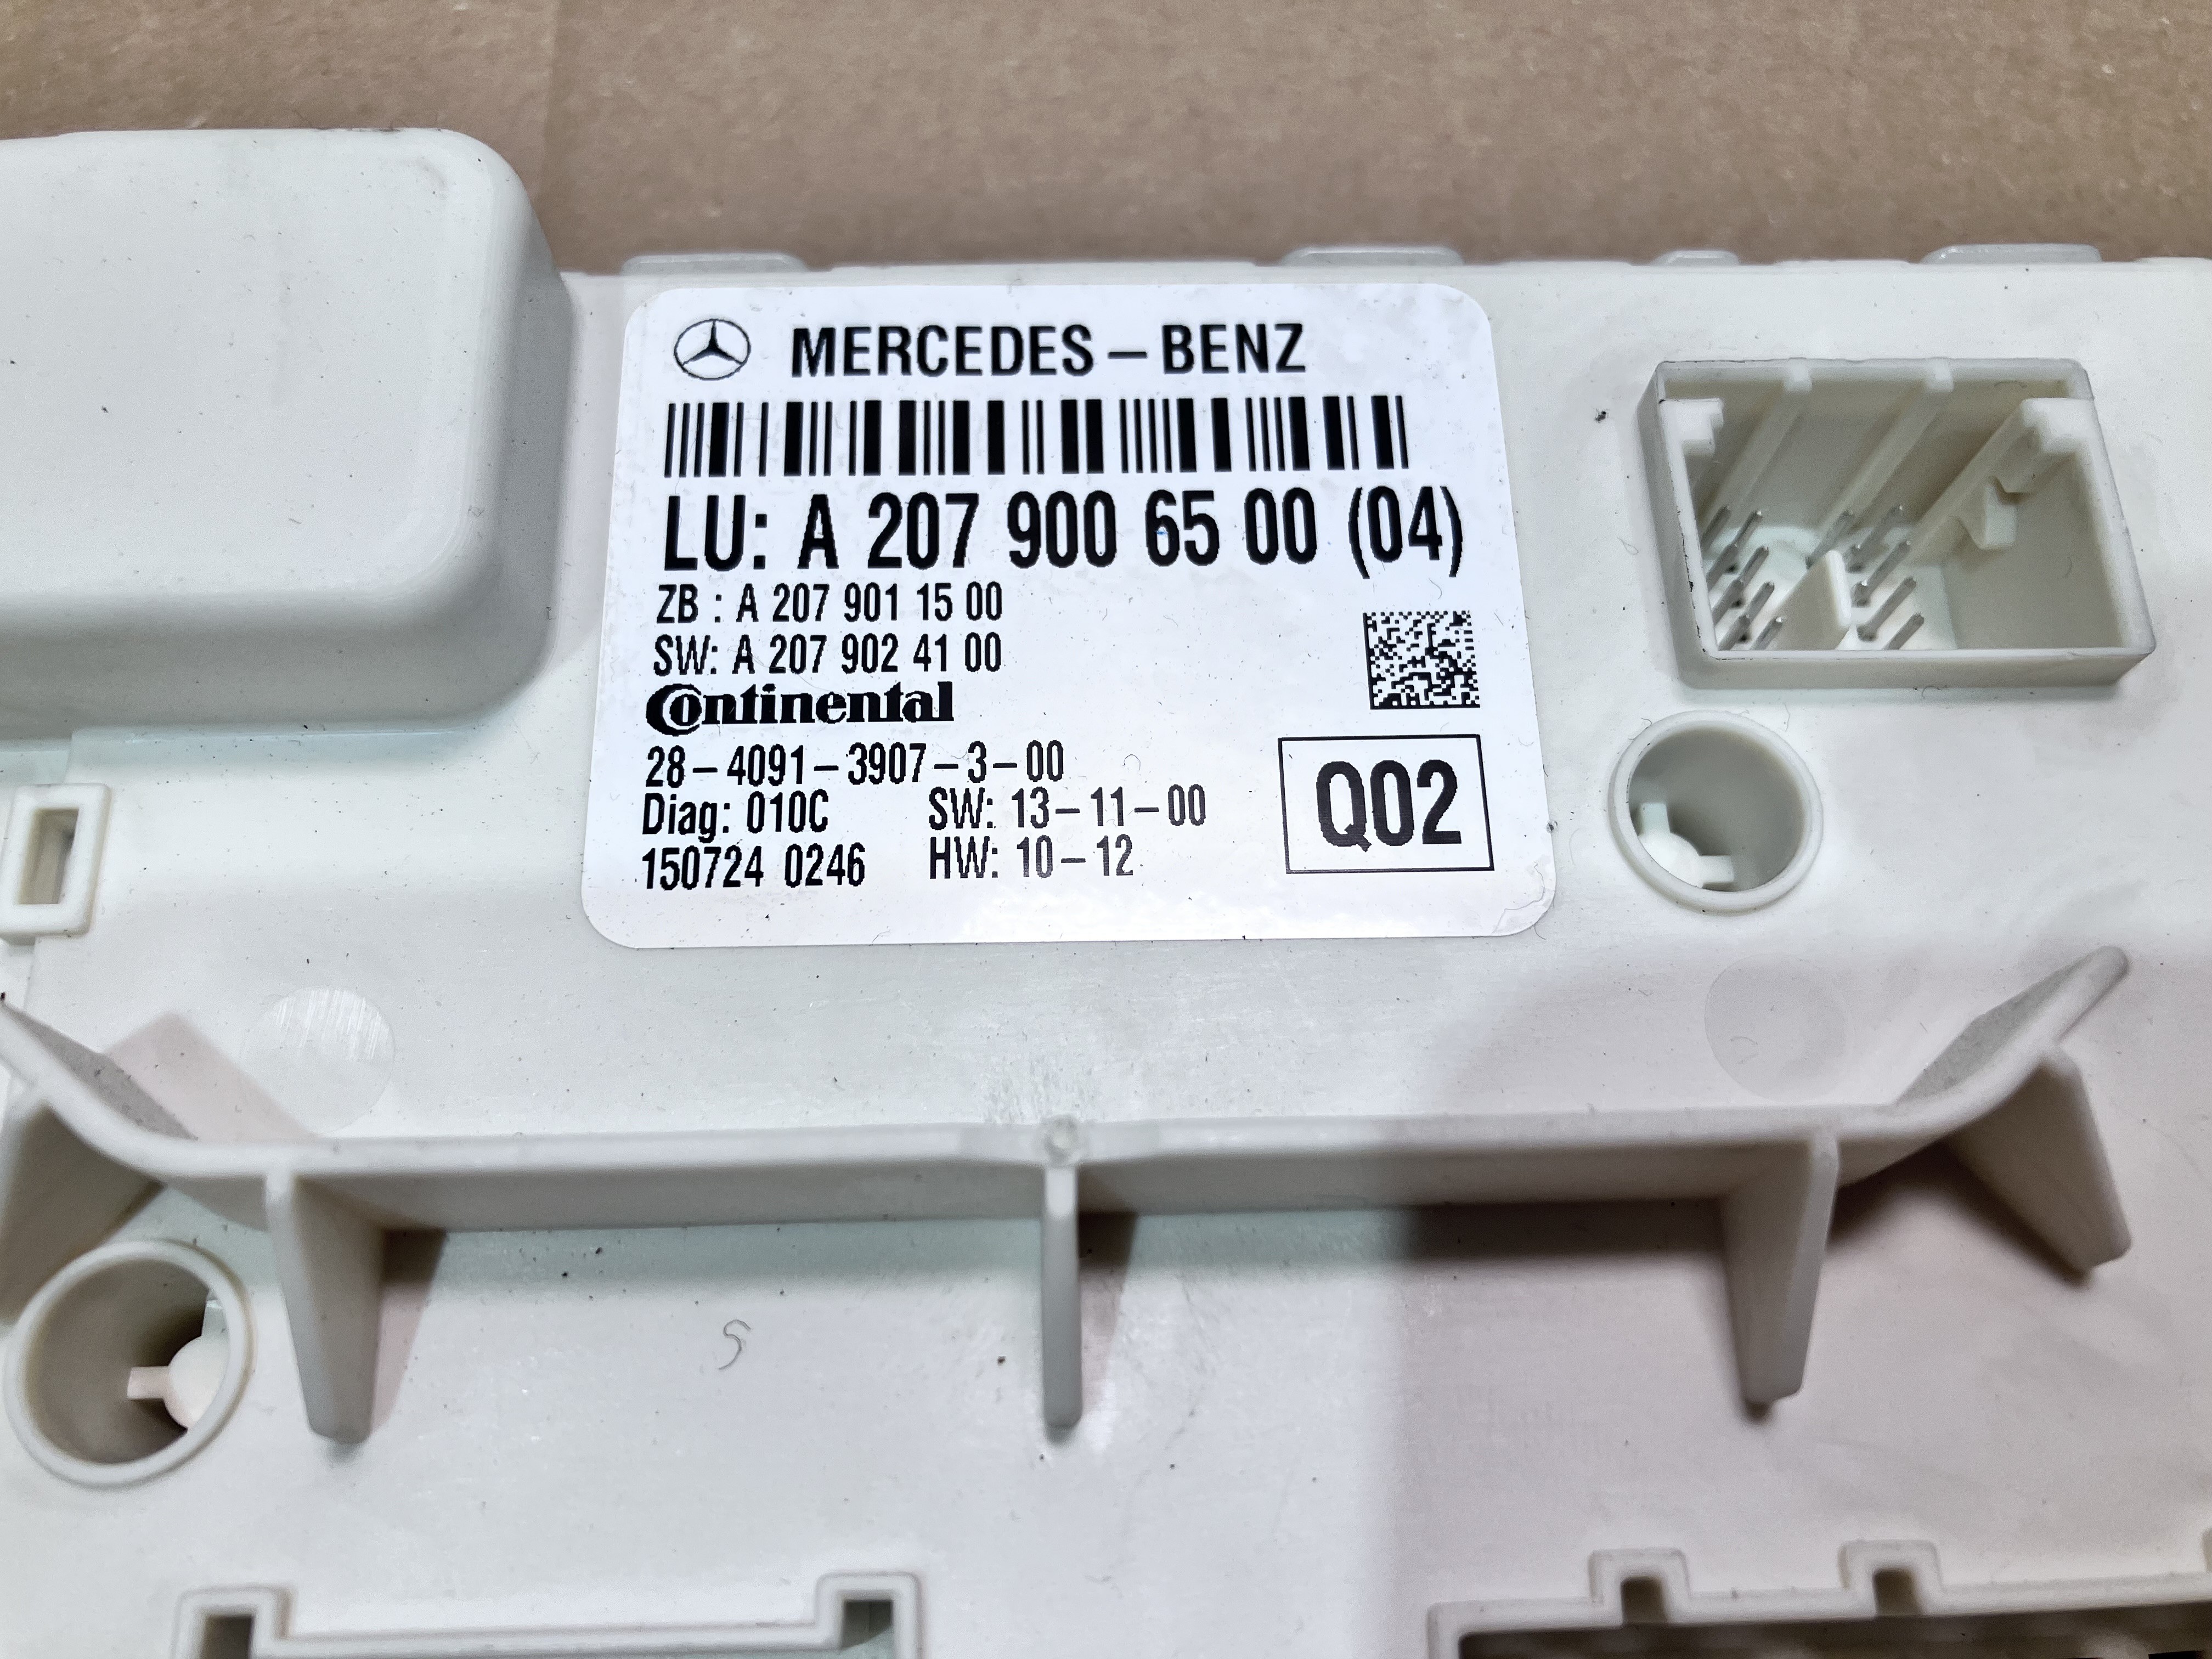 MERCEDES – BENZ
LU: A 207 900 65 00 (04)
ZB : A 207 901 15 00
SW: A 207 902 41 00
Continental
28–4091–3907–3–00
Diag: 010C SW: 13–11–00
150724 0246 HW: 10–12
Q02